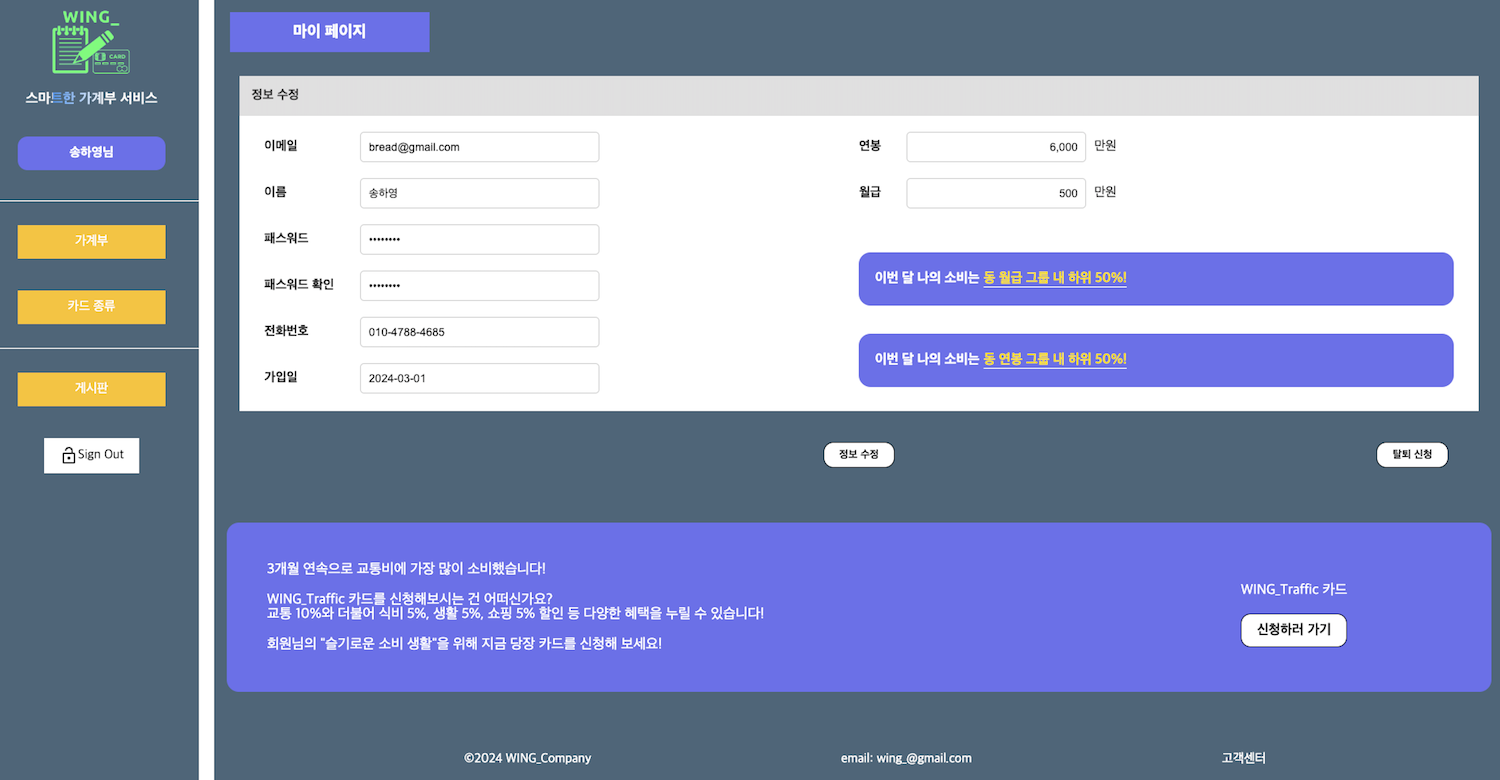 WING_
CARD
스마트한 가계부 서비스
송하영님
가계부
카드 종류
게시판
Sign Out
마이 페이지
정보 수정
이메일 bread@gmail.com
이름 송하영
패스워드 ••••••••
패스워드 확인 ••••••••
전화번호 010-4788-4685
가입일 2024-03-01
연봉 6,000 만원
월급 500 만원
이번 달 나의 소비는 동 월급 그룹 내 하위 50%!
이번 달 나의 소비는 동 연봉 그룹 내 하위 50%!
정보 수정
탈퇴 신청
3개월 연속으로 교통비에 가장 많이 소비했습니다!
WING_Traffic 카드를 신청해보시는 건 어떠신가요?
교통 10%와 더불어 식비 5%, 생활 5%, 쇼핑 5% 할인 등 다양한 혜택을 누릴 수 있습니다!
회원님의 "슬기로운 소비 생활"을 위해 지금 당장 카드를 신청해 보세요!
WING_Traffic 카드
신청하러 가기
©2024 WING_Company
email: wing_@gmail.com
고객센터